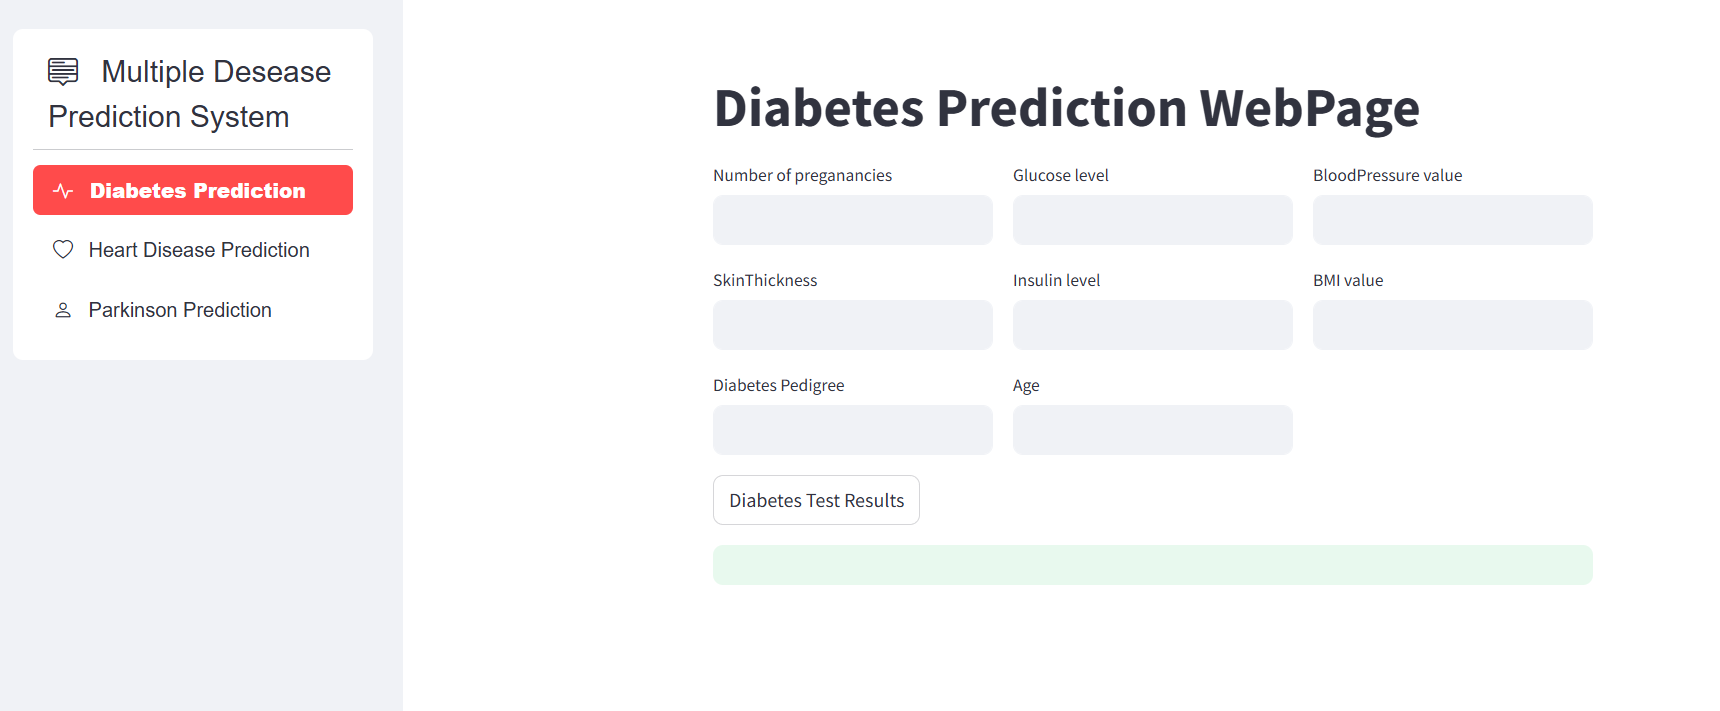 Multiple Desease
Prediction System
Diabetes Prediction
Heart Disease Prediction
Parkinson Prediction
Diabetes Prediction WebPage
Number of preganancies
Glucose level
BloodPressure value
SkinThickness
Insulin level
BMI value
Diabetes Pedigree
Age
Diabetes Test Results